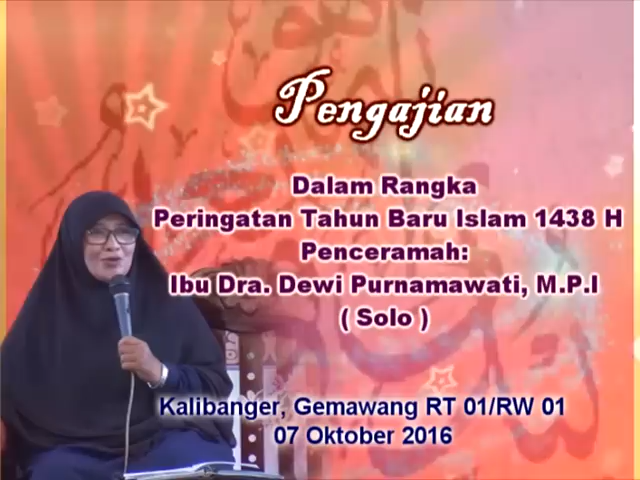 Pengajian
Dalam Rangka
Peringatan Tahun Baru Islam 1438 H
Penceramah:
Ibu Dra. Dewi Purnamawati, M.P.I
( Solo )
Kalibanger, Gemawang RT 01/RW 01
07 Oktober 2016